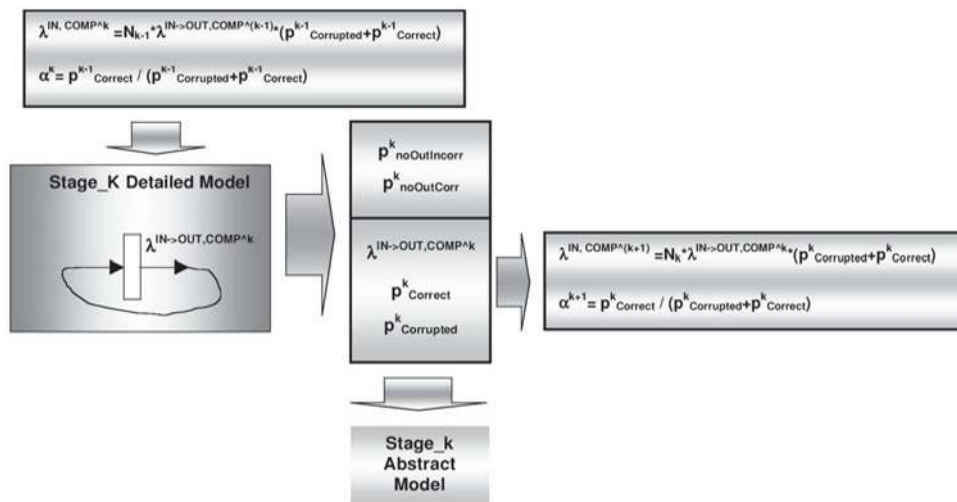 λ^IN, COMP^k =N_k-1*λ^IN->OUT,COMP^(k-1)*(p^k-1_Corrupted+p^k-1_Correct)
α^k= p^k-1_Correct / (p^k-1_Corrupted+p^k-1_Correct)
Stage_K Detailed Model
λ^IN->OUT,COMP^k
p^k_noOutIncorr
p^k_noOutCorr
λ^IN->OUT,COMP^k
p^k_Correct
p^k_Corrupted
λ^IN, COMP^(k+1) =N_k*λ^IN->OUT,COMP^k*(p^k_Corrupted+p^k_Correct)
α^k+1= p^k_Correct / (p^k_Corrupted+p^k_Correct)
Stage_k
Abstract
Model